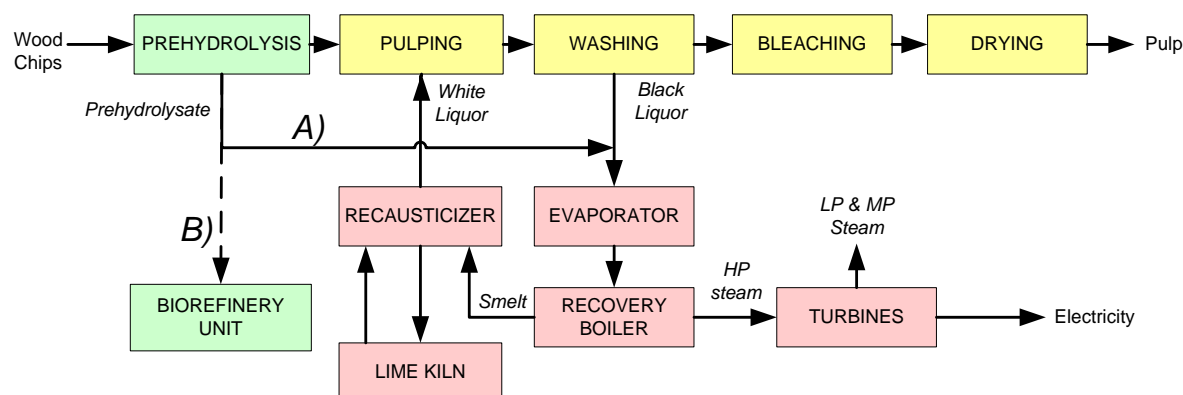 Wood
Chips
PREHYDROLYSIS
PULPING
WASHING
BLEACHING
DRYING
Pulp
Prehydrolysate
White
Liquor
Black
Liquor
A)
B)
RECAUSTICIZER
EVAPORATOR
LP & MP
Steam
BIOREFINERY
UNIT
Smelt
RECOVERY
BOILER
HP
steam
TURBINES
Electricity
LIME KILN